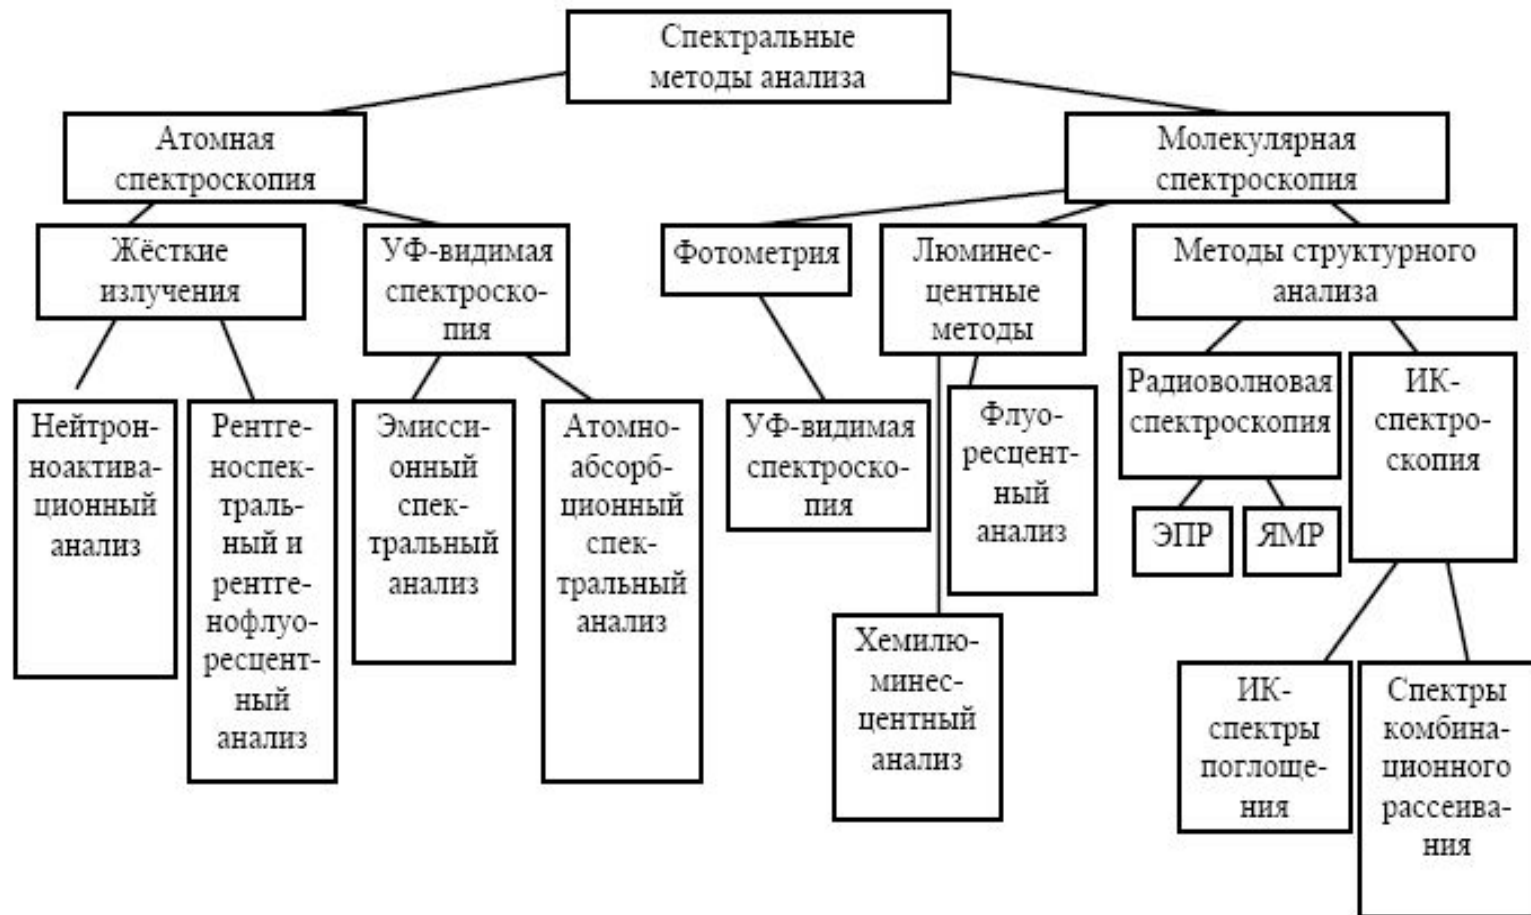 Спектральные
методы анализа
Атомная
спектроскопия
Молекулярная
спектроскопия
Жёсткие
излучения
УФ-видимая
спектроско-
пия
Фотометрия
Люминес-
центные
методы
Методы структурного
анализа
Нейтрон-
ноактива-
ционный
анализ
Рентге-
носпек-
траль-
ный и
рентге-
нофлуо-
ресцент-
ный
анализ
Эмисси-
онный
спек-
тральный
анализ
Атомно-
абсорб-
ционный
спек-
тральный
анализ
УФ-видимая
спектроско-
пия
Флуо-
ресцент-
ный
анализ
Хемилю-
минес-
центный
анализ
Радиоволновая
спектроскопия
ИК-
спектро-
скопия
ЭПР
ЯМР
ИК-
спектры
поглоще-
ния
Спектры
комбина-
ционного
рассеива-
ния